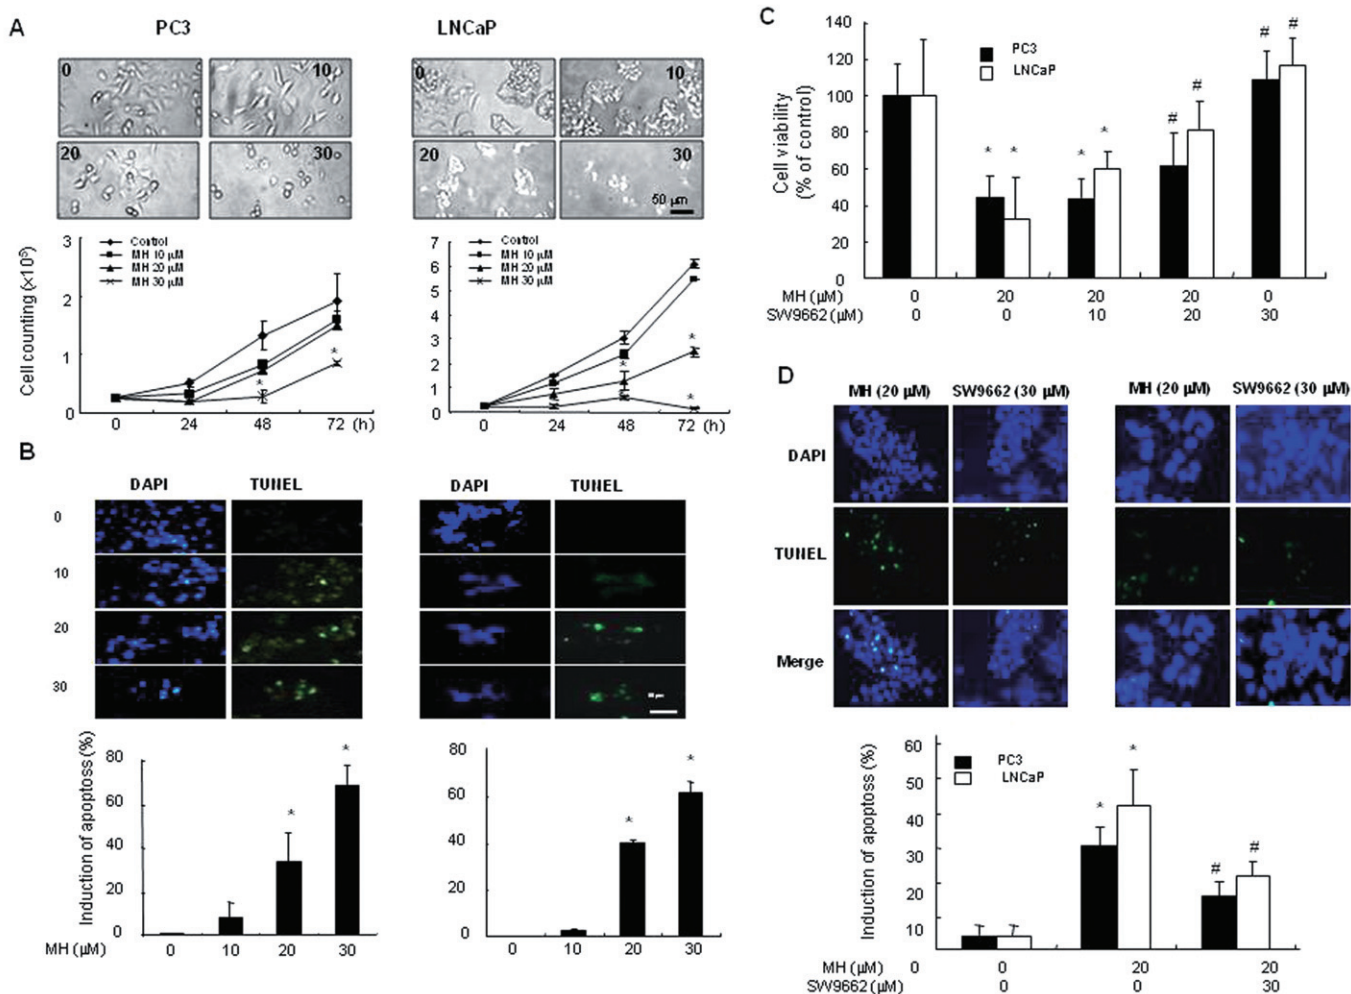 A
PC3
LNCaP
0
10
20
30
0
10
20
30
50 µm
Cell counting (×10⁵)
3
2
1
0
Control
MH 10 µM
MH 20 µM
MH 30 µM
*
*
0
24
48
72
(h)
7
6
5
4
3
2
1
0
Control
MH 10 µM
MH 20 µM
MH 30 µM
*
*
*
0
24
48
72
(h)
B
DAPI
TUNEL
DAPI
TUNEL
0
10
20
30
Induction of apoptoss (%)
80
60
40
20
0
*
*
MH (µM)
0
10
20
30
80
60
40
20
0
*
*
0
10
20
30
C
Cell viability
(% of control)
140
120
100
80
60
40
20
0
PC3
LNCaP
* *
* *
# #
# #
MH (µM)
0
20
20
20
0
SW9662 (µM)
0
0
10
20
30
D
MH (20 µM)
SW9662 (30 µM)
MH (20 µM)
SW9662 (30 µM)
DAPI
TUNEL
Merge
Induction of apoptoss (%)
60
50
40
30
20
10
PC3
LNCaP
* *
# #
MH (µM)
0
0
20
20
SW9662 (µM)
0
0
30